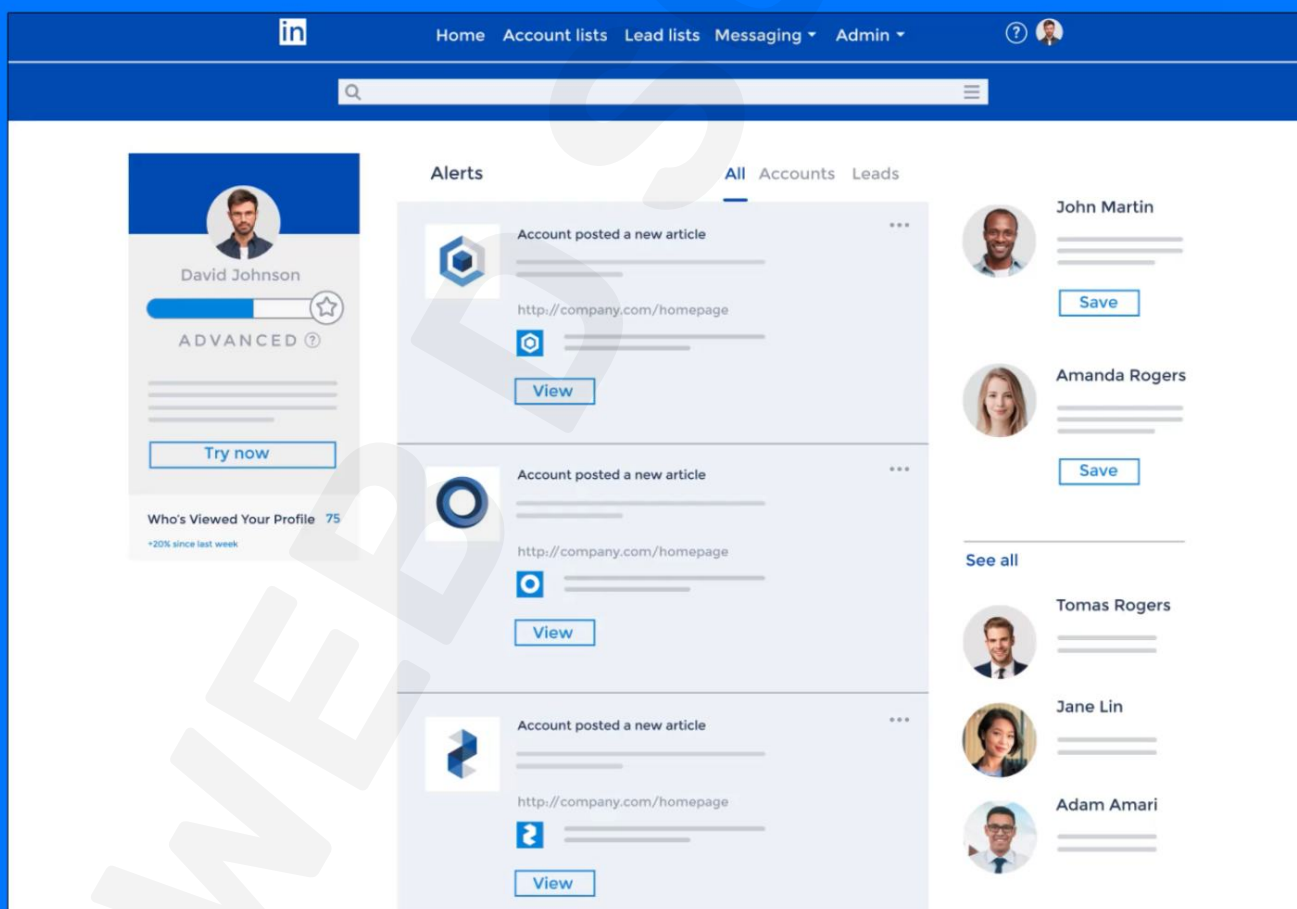 in
Home Account lists Lead lists Messaging Admin ?
David Johnson
ADVANCED ?
Try now
Who's Viewed Your Profile 75
+20% since last week
Alerts
All Accounts Leads
Account posted a new article
http://company.com/homepage
View
Account posted a new article
http://company.com/homepage
View
Account posted a new article
http://company.com/homepage
View
John Martin
Save
Amanda Rogers
Save
See all
Tomas Rogers
Jane Lin
Adam Amari
WEB D